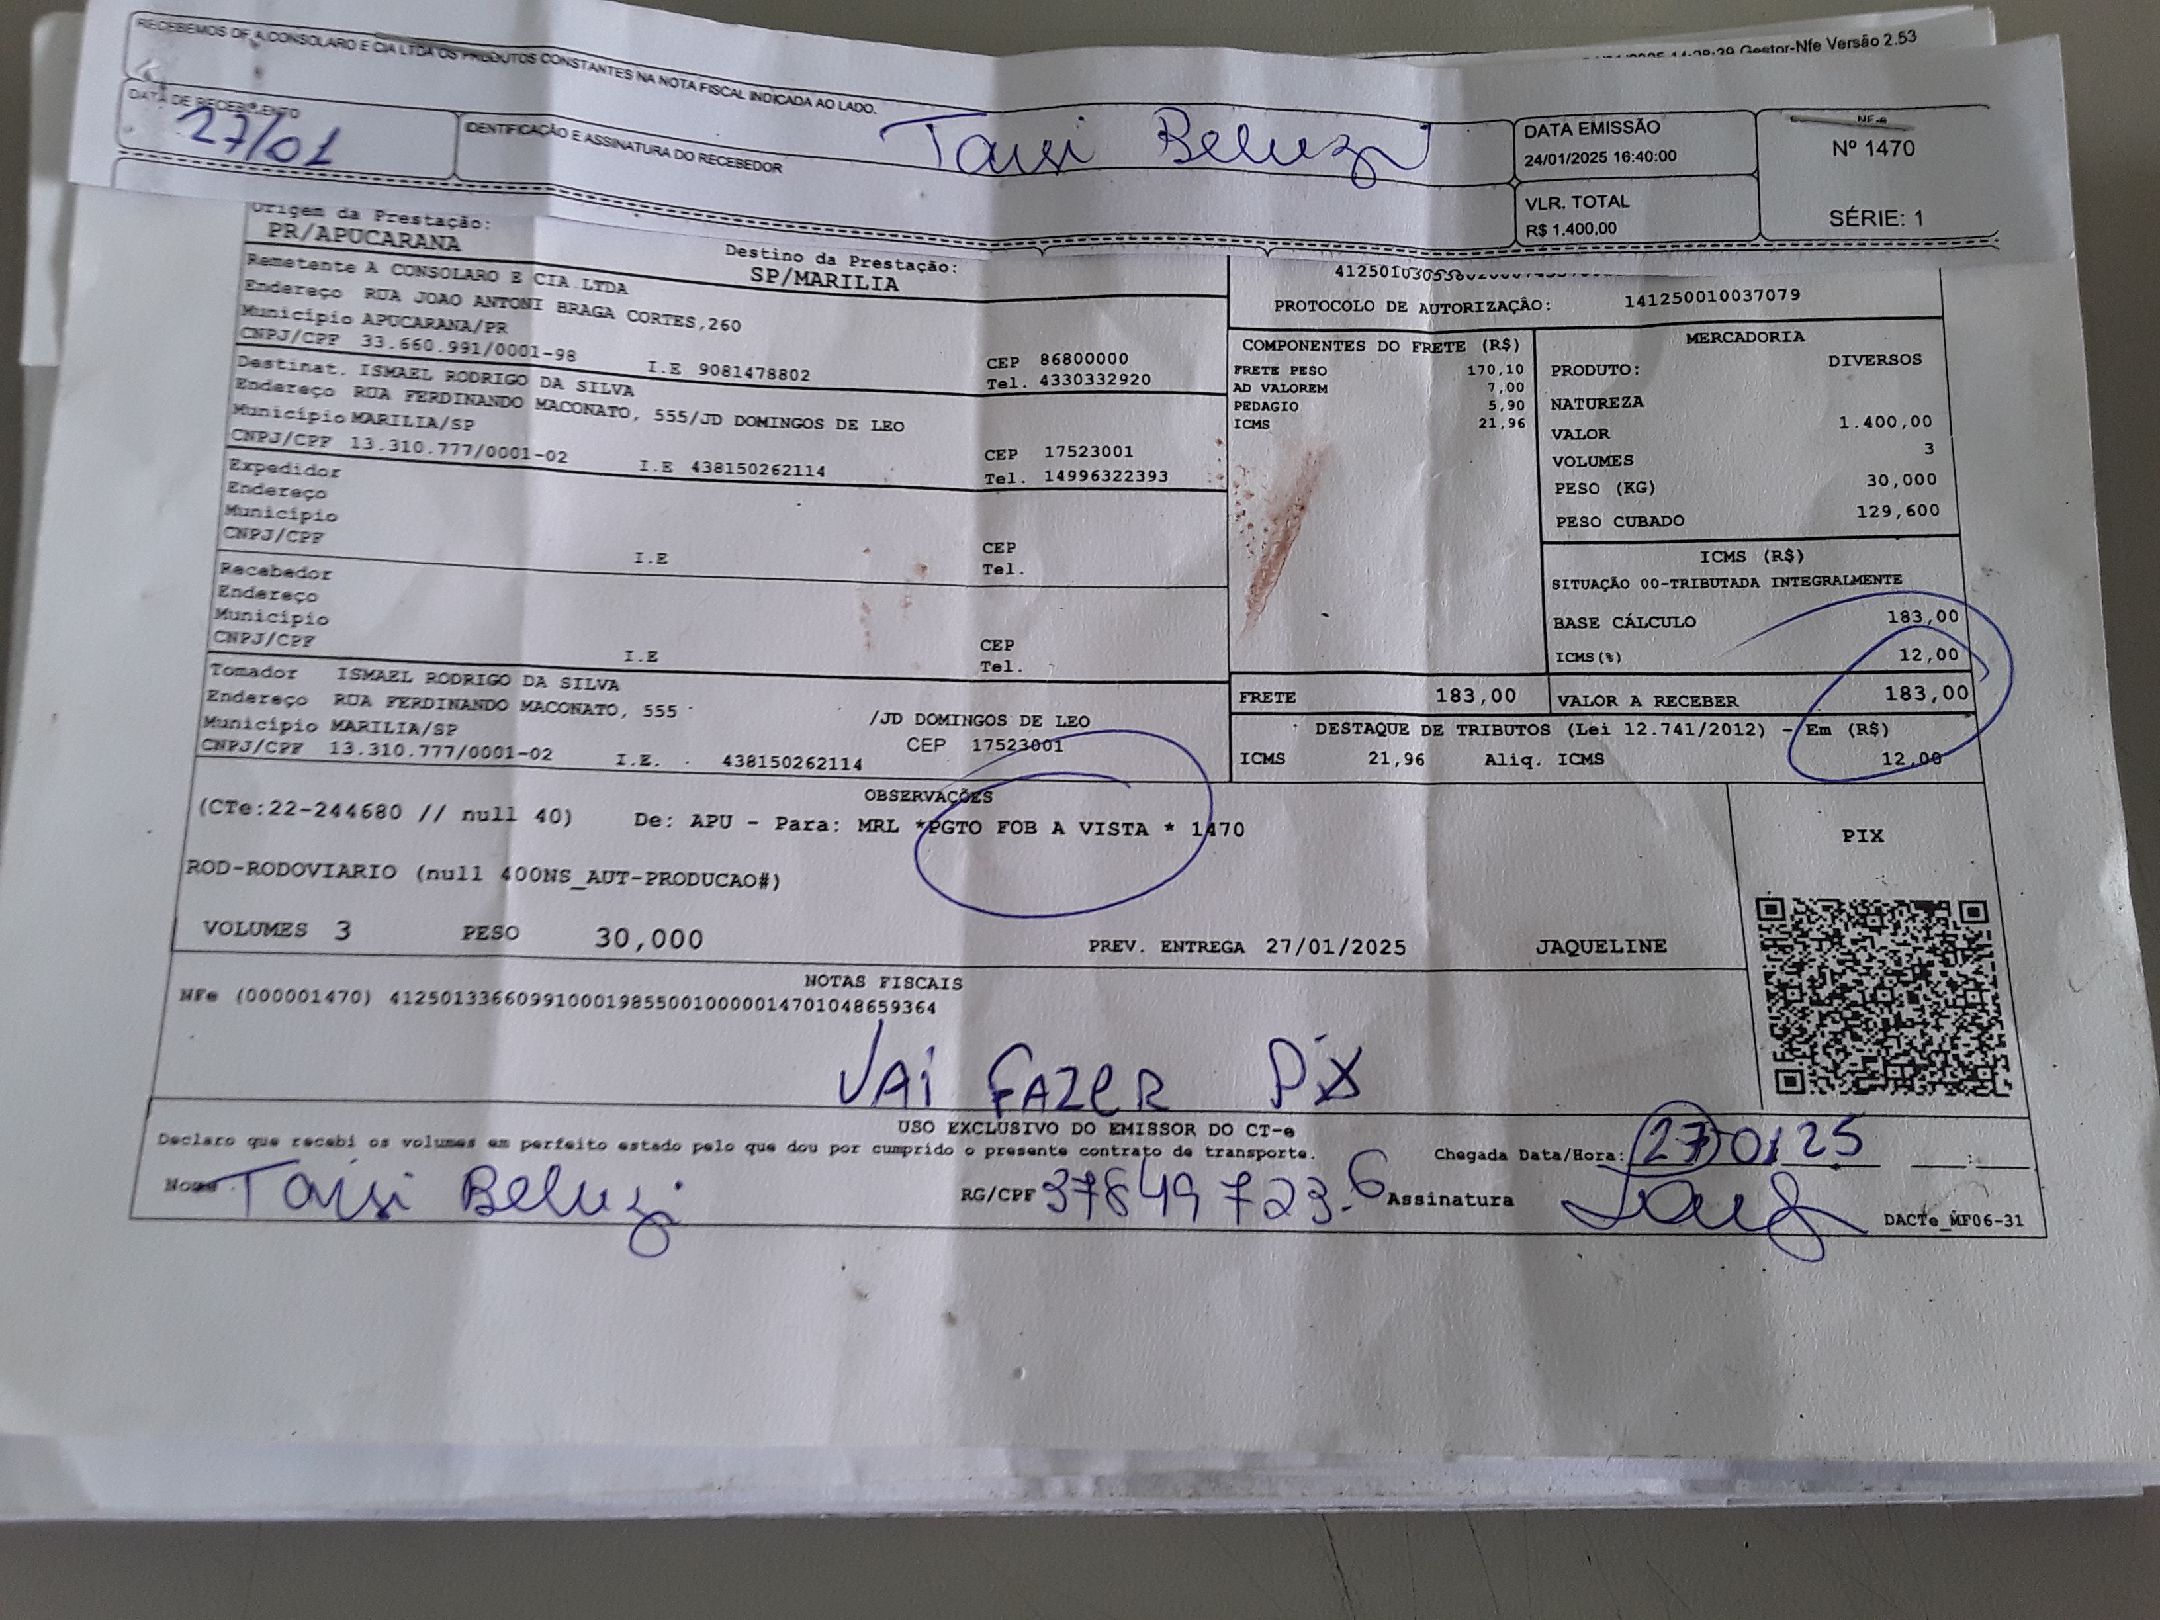 RECEBEMOS DE A.CONSOLARO E CIA LTDA OS PRODUTOS CONSTANTES NA NOTA FISCAL INDICADA AO LADO.
14:28:39 Gestor-Nfe Versão 2.53
DATA DE RECEBIMENTO
27/01
IDENTIFICAÇÃO E ASSINATURA DO RECEBEDOR
Taisi Beluzi
DATA EMISSÃO
24/01/2025 16:40:00
VLR. TOTAL
R$ 1.400,00
NF-e
Nº 1470
SÉRIE: 1
Origem da Prestação:
PR/APUCARANA
Destino da Prestação:
SP/MARILIA
Remetente A CONSOLARO E CIA LTDA
Endereço RUA JOAO ANTONI BRAGA CORTES,260
Município APUCARANA/PR
CEP 86800000
CNPJ/CPF 33.660.991/0001-98 I.E 9081478802 Tel. 4330332920
Destinat. ISMAEL RODRIGO DA SILVA
Endereço RUA FERDINANDO MACONATO, 555/JD DOMINGOS DE LEO
Município MARILIA/SP
CEP 17523001
CNPJ/CPF 13.310.777/0001-02 I.E 438150262114 Tel. 14996322393
Expedidor
Endereço
Município
CEP
CNPJ/CPF I.E Tel.
Recebedor
Endereço
Município
CEP
CNPJ/CPF I.E Tel.
Tomador ISMAEL RODRIGO DA SILVA
Endereço RUA FERDINANDO MACONATO, 555 /JD DOMINGOS DE LEO
Município MARILIA/SP CEP 17523001
CNPJ/CPF 13.310.777/0001-02 I.E. 438150262114
PROTOCOLO DE AUTORIZAÇÃO: 141250010037079
COMPONENTES DO FRETE (R$)
FRETE PESO 170,10
AD VALOREM 7,00
PEDAGIO 5,90
ICMS 21,96
MERCADORIA
PRODUTO: DIVERSOS
NATUREZA
VALOR 1.400,00
VOLUMES 3
PESO (KG) 30,000
PESO CUBADO 129,600
ICMS (R$)
SITUAÇÃO 00-TRIBUTADA INTEGRALMENTE
BASE CÁLCULO 183,00
ICMS(%) 12,00
FRETE 183,00 VALOR A RECEBER 183,00
DESTAQUE DE TRIBUTOS (Lei 12.741/2012) - Em (R$)
ICMS 21,96 Aliq. ICMS 12,00
OBSERVAÇÕES
(CTe:22-244680 // null 40) De: APU - Para: MRL *PGTO FOB A VISTA * 1470
ROD-RODOVIARIO (null 400NS_AUT-PRODUCAO#)
PIX
VOLUMES 3 PESO 30,000 PREV. ENTREGA 27/01/2025 JAQUELINE
NOTAS FISCAIS
NFe (000001470) 41250133660991000198550010000014701048659364
VAi FAZER PiX
USO EXCLUSIVO DO EMISSOR DO CT-e
Declaro que recebi os volumes em perfeito estado pelo que dou por cumprido o presente contrato de transporte.
Chegada Data/Hora: 27 01 25 __:__
Nome Taisi Beluzi RG/CPF 37849723.6 Assinatura
DACTe_MF06-31